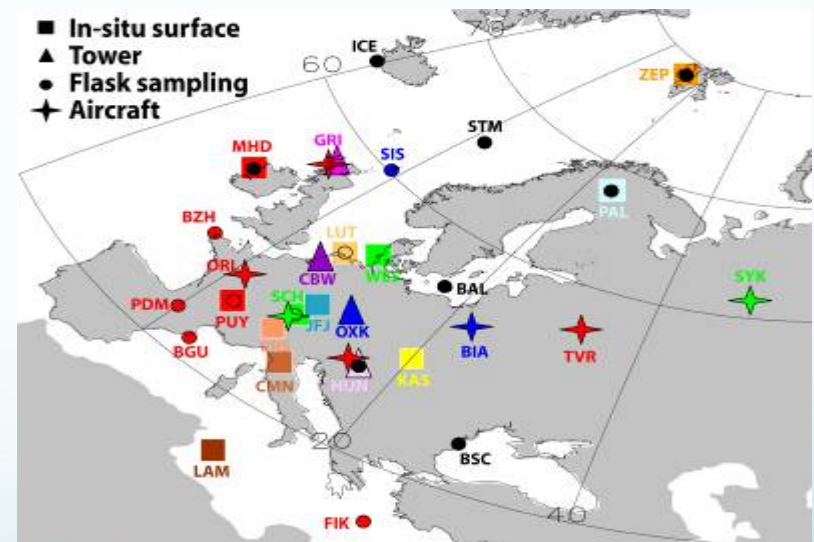 In-situ surface
Tower
Flask sampling
Aircraft
ICE
60
70
ZEP
STM
MHD
GRI
SIS
PAL
BZH
LUT
WES
ORL
CBW
SYK
BAL
PDM
PUY
SCH
JFJ
OXK
BIA
TVR
BGU
CMN
HUN
KAS
20
BSC
LAM
40
FIK